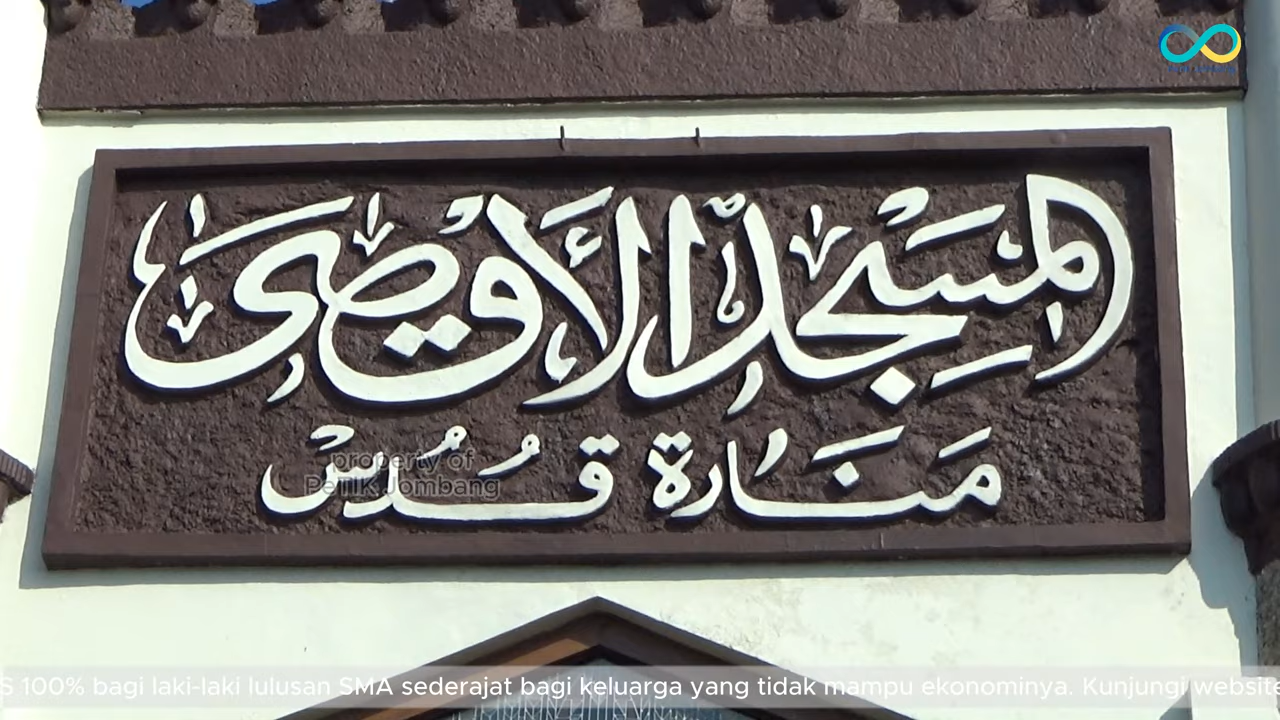 المسجد الأقصى
منارة قدس
property of
PeTIK Jombang
S 100% bagi laki-laki lulusan SMA sederajat bagi keluarga yang tidak mampu ekonominya. Kunjungi website